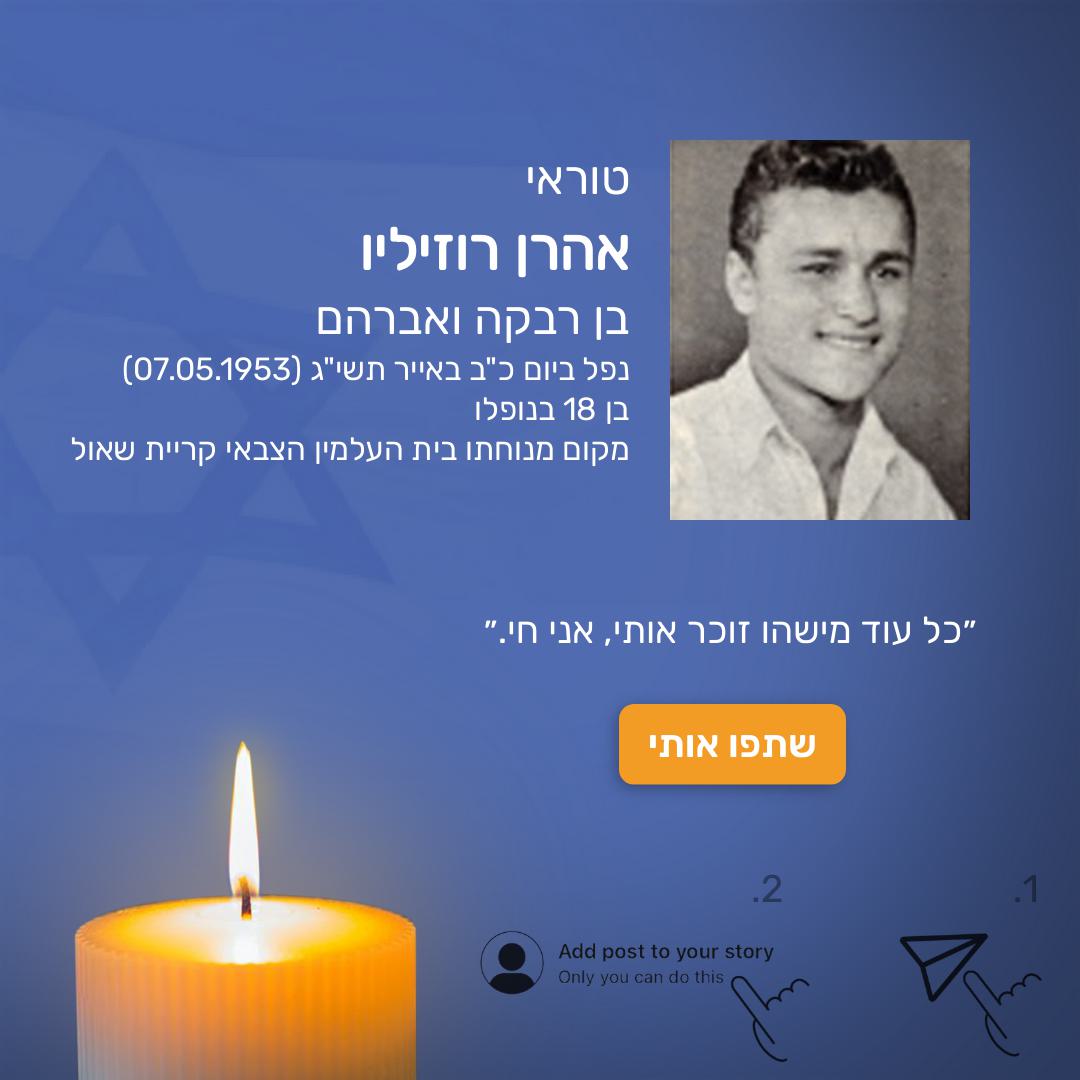 טוראי
אהרן רוזיליו
בן רבקה ואברהם
נפל ביום כ"ב באייר תשי"ג (07.05.1953)
בן 18 בנופלו
מקום מנוחתו בית העלמין הצבאי קריית שאול
״כל עוד מישהו זוכר אותי, אני חי.״
שתפו אותי
1.
2.
Add post to your story
Only you can do this